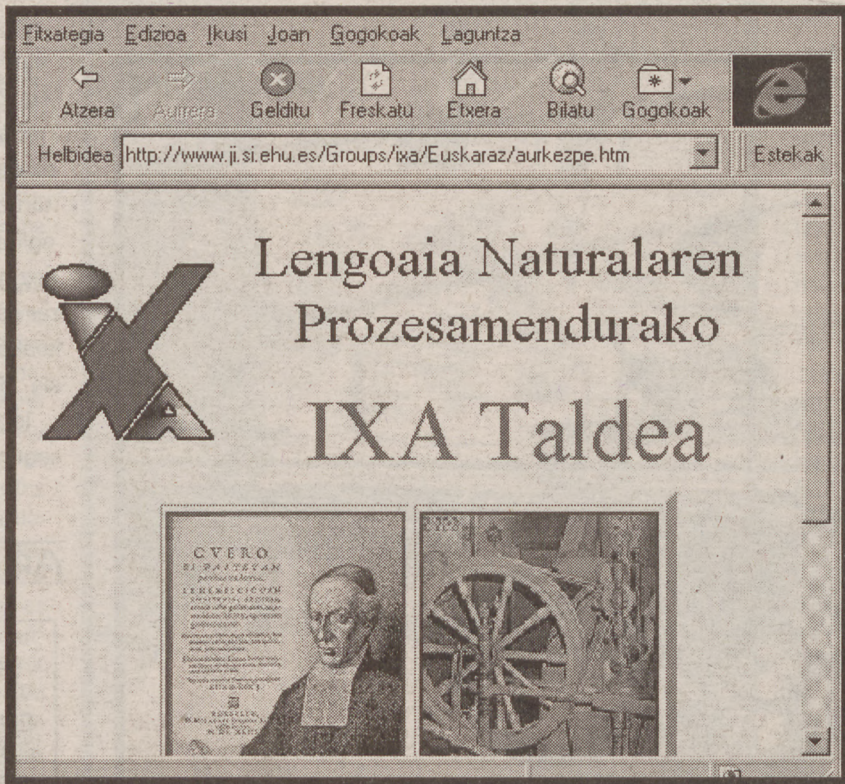 Fitxategia Edizioa Ikusi Joan Gogokoak Laguntza
Atzera Aurrera Gelditu Freskatu Etxera Bilatu Gogokoak
Helbidea http://www.ji.si.ehu.es/Groups/ixa/Euskaraz/aurkezpe.htm Estekak
iXA
Lengoaia Naturalaren
Prozesamendurako
IXA Taldea
GVERO